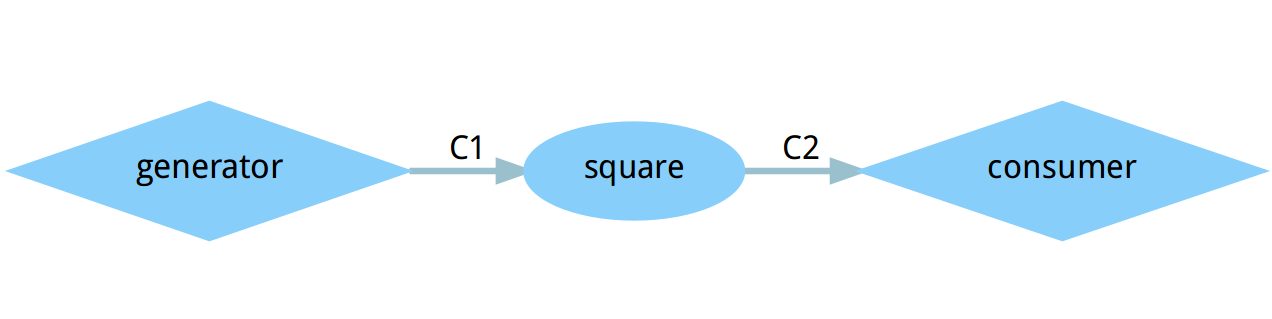 generator
C1
square
C2
consumer